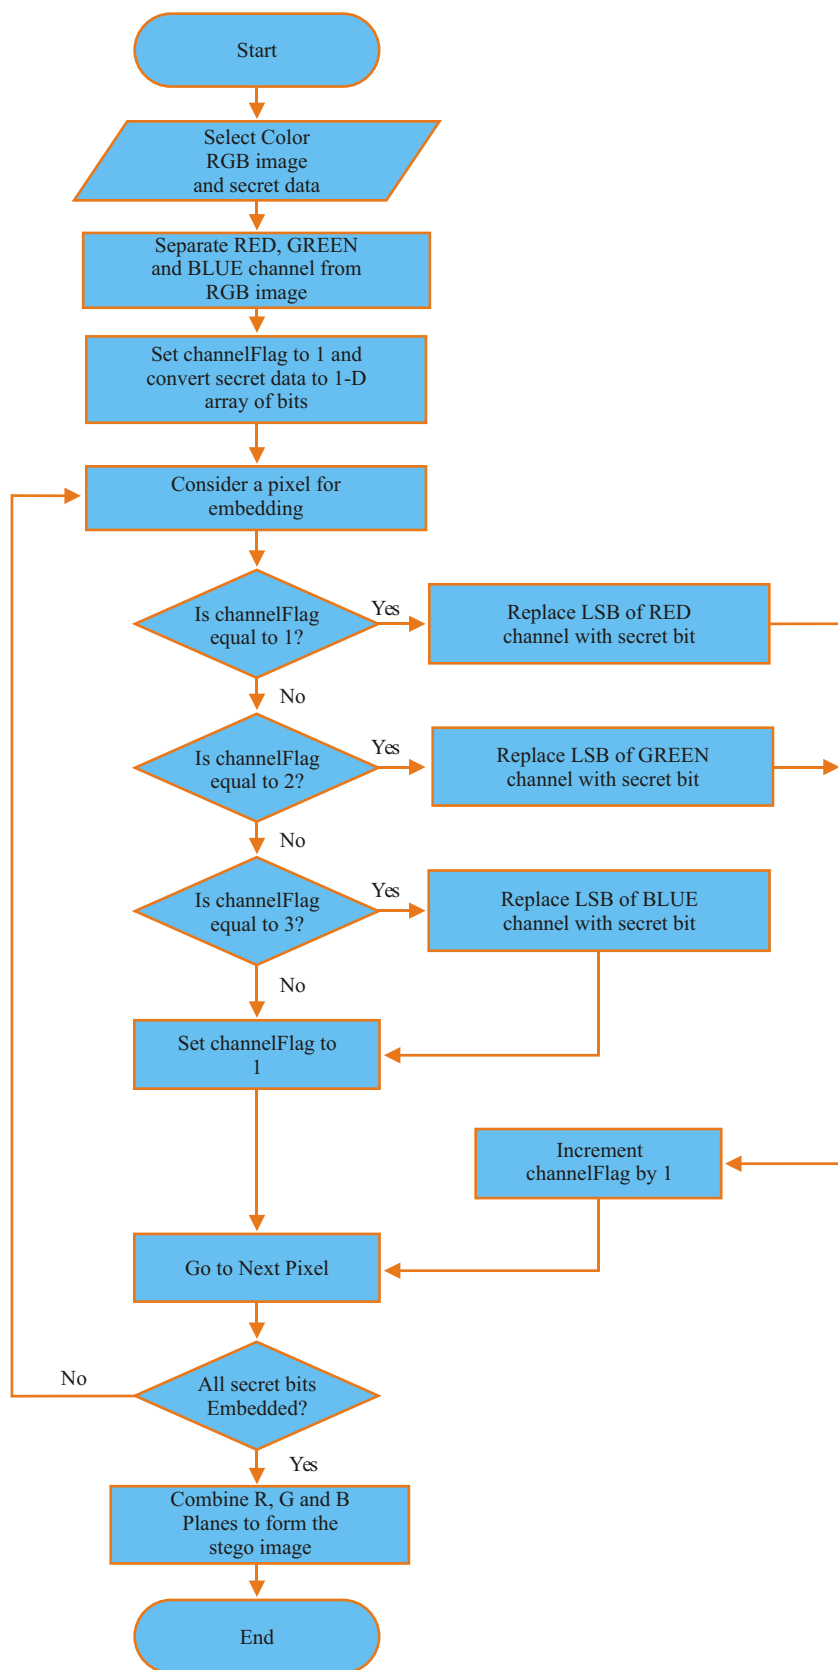 Start
Select Color
RGB image
and secret data
Separate RED, GREEN
and BLUE channel from
RGB image
Set channelFlag to 1 and
convert secret data to 1-D
array of bits
Consider a pixel for
embedding
Is channelFlag
equal to 1?
Yes
Replace LSB of RED
channel with secret bit
No
Is channelFlag
equal to 2?
Yes
Replace LSB of GREEN
channel with secret bit
No
Is channelFlag
equal to 3?
Yes
Replace LSB of BLUE
channel with secret bit
No
Set channelFlag to
1
Increment
channelFlag by 1
Go to Next Pixel
All secret bits
Embedded?
No
Yes
Combine R, G and B
Planes to form the
stego image
End